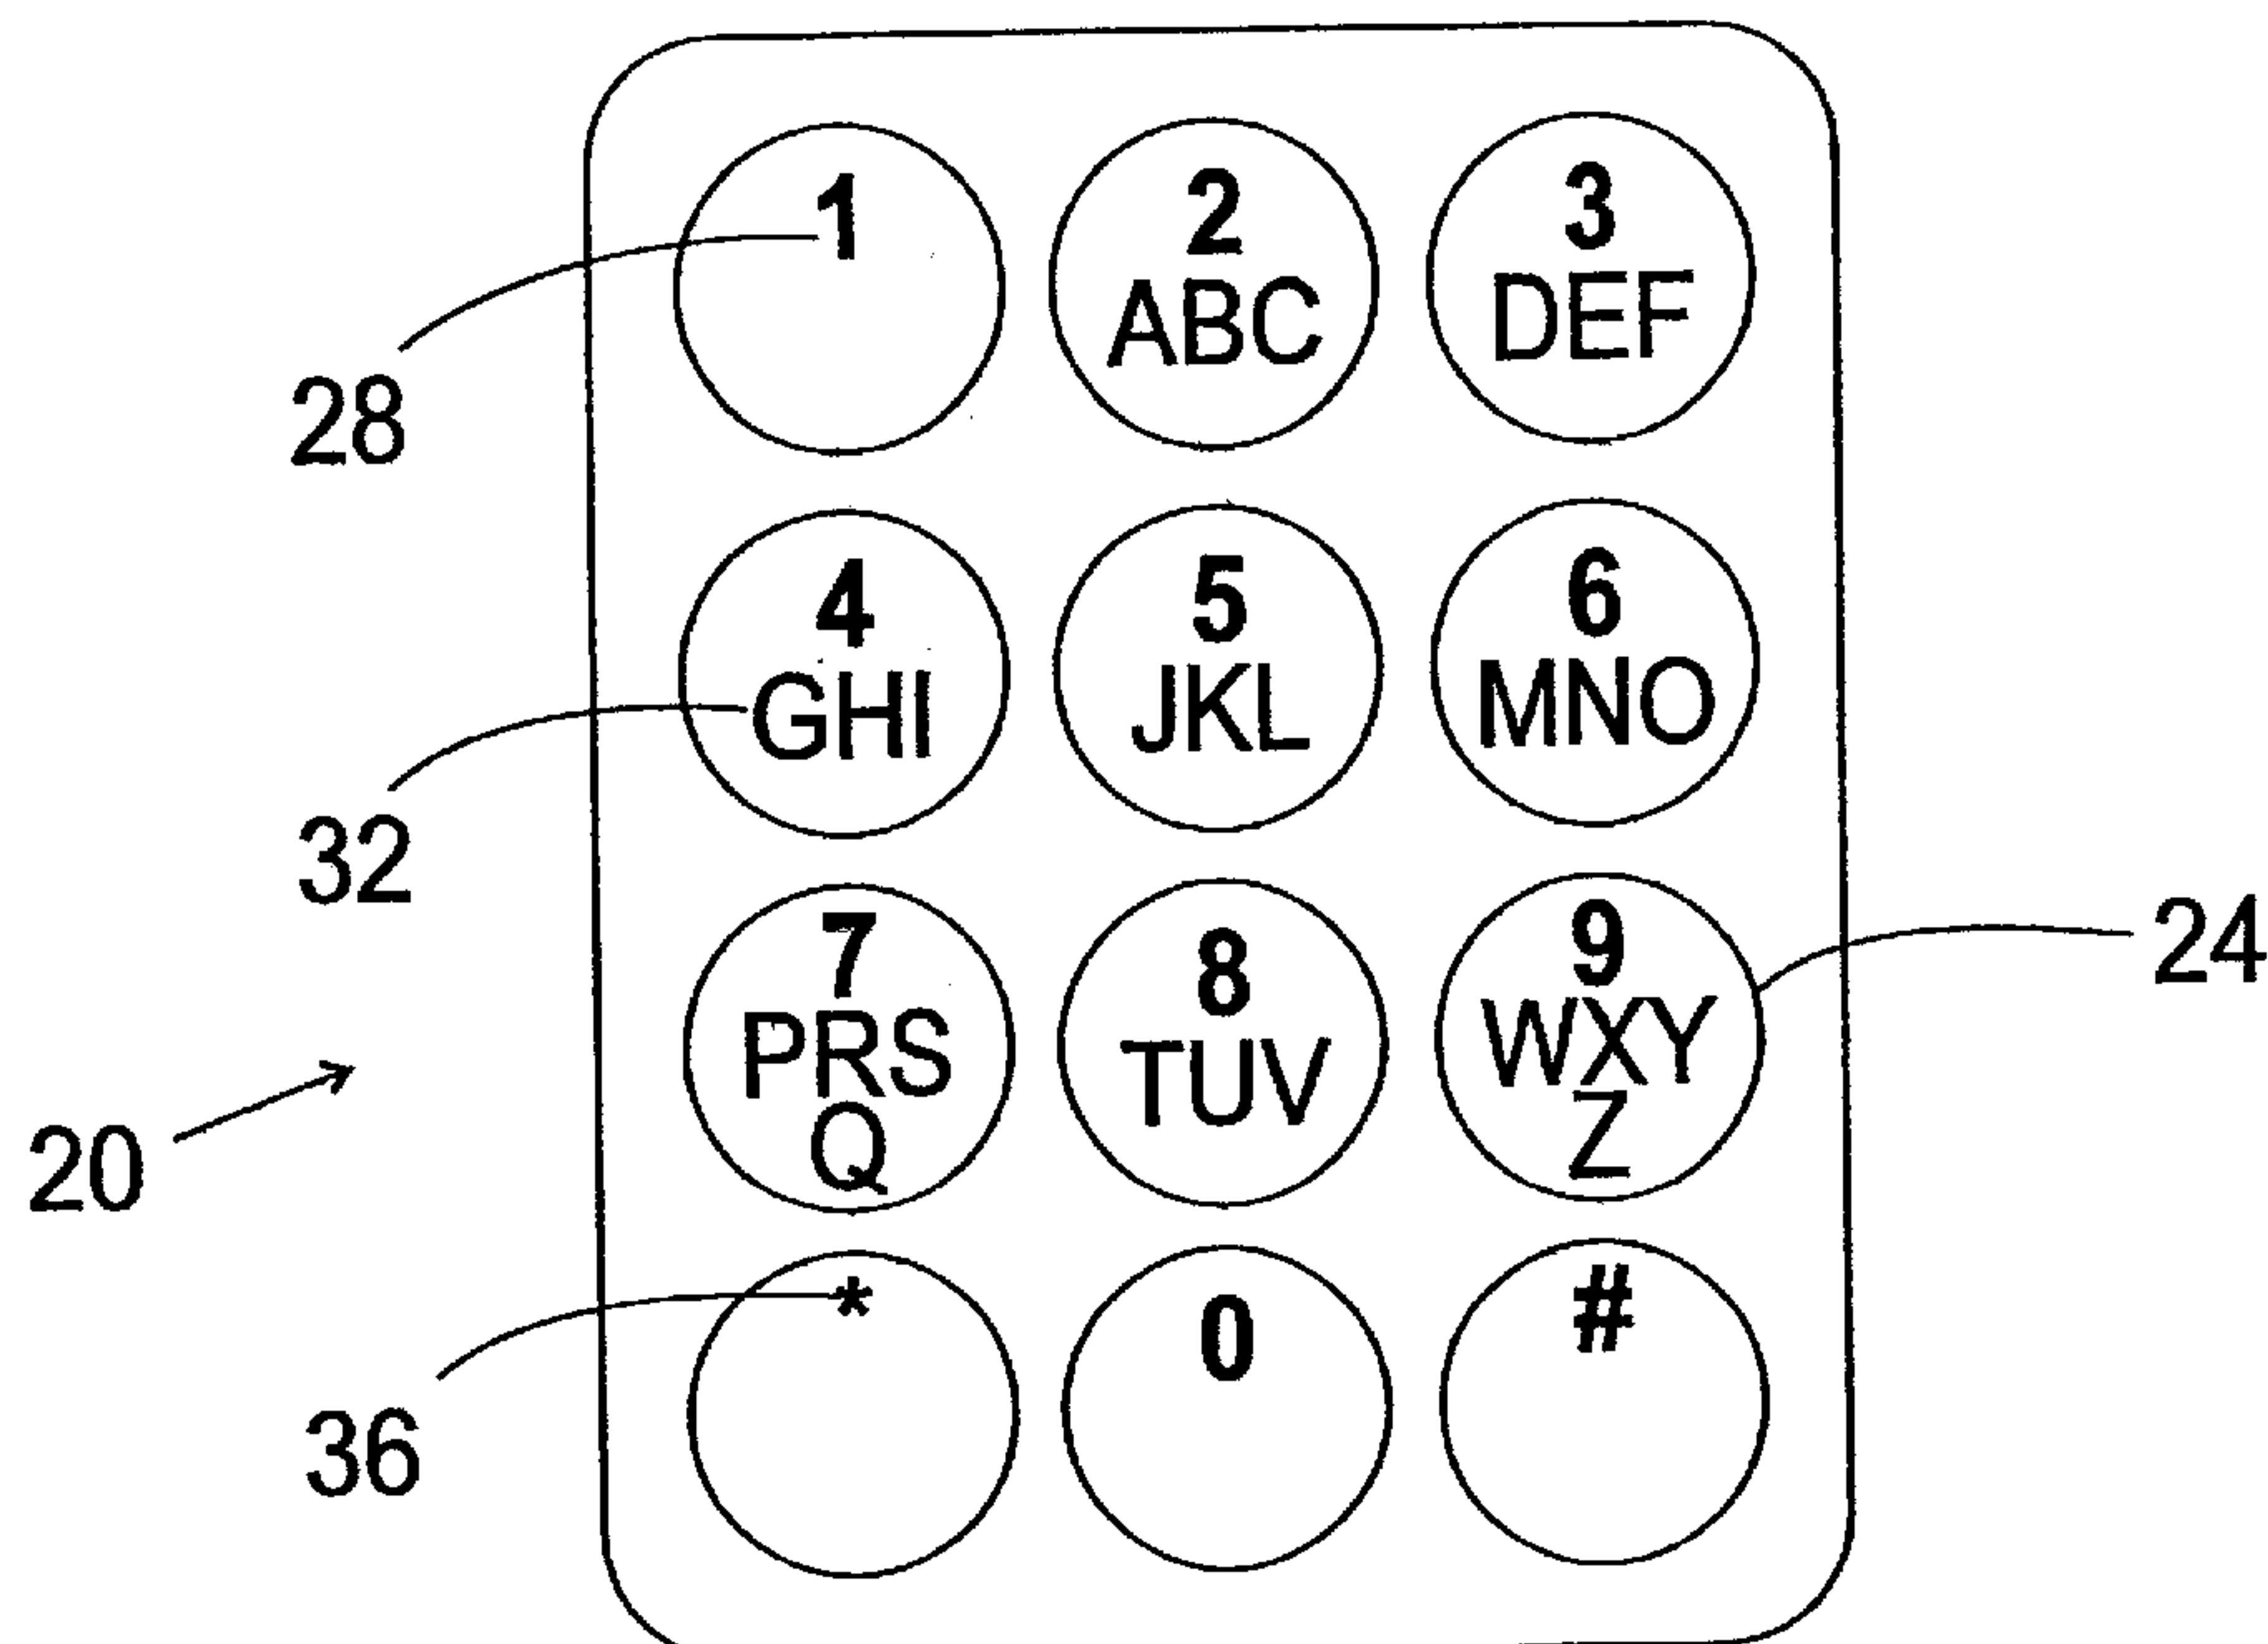 1 2 3
ABC DEF
28
4 5 6
GHI JKL MNO
32
7 8 9
PRS TUV WXY
Q Z
24
20
* 0 #
36